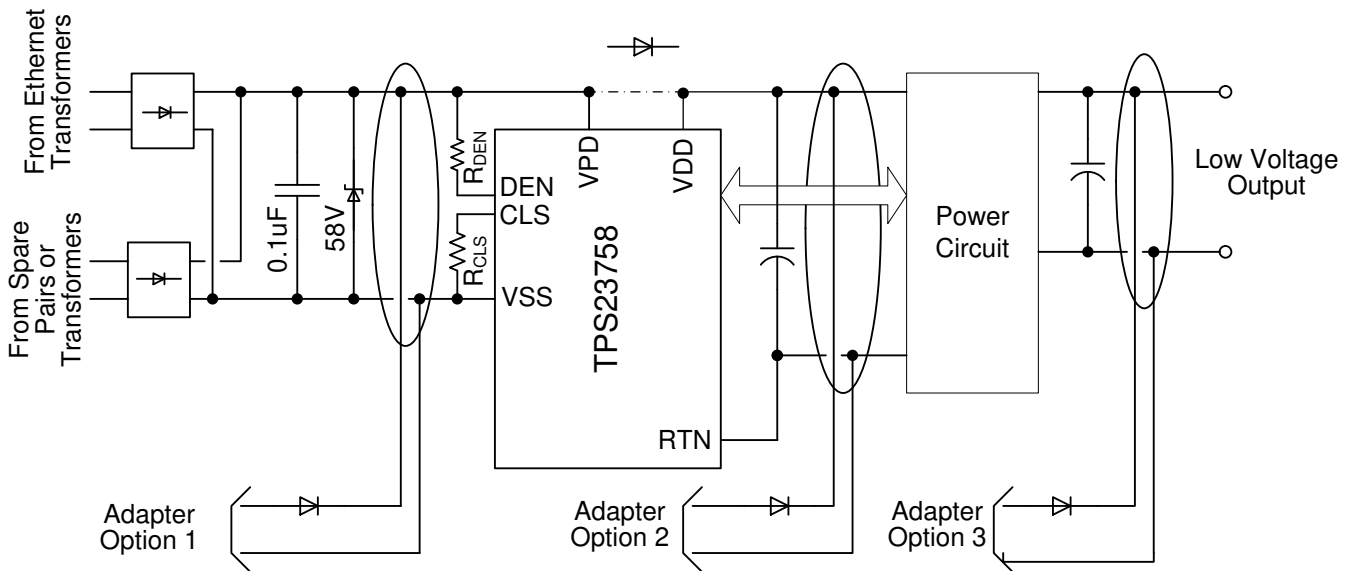 From Ethernet
Transformers
From Spare
Pairs or
Transformers
0.1uF
58V
RDEN
RCLS
DEN
CLS
VSS
VPD
VDD
TPS23758
RTN
Power
Circuit
Low Voltage
Output
Adapter
Option 1
Adapter
Option 2
Adapter
Option 3